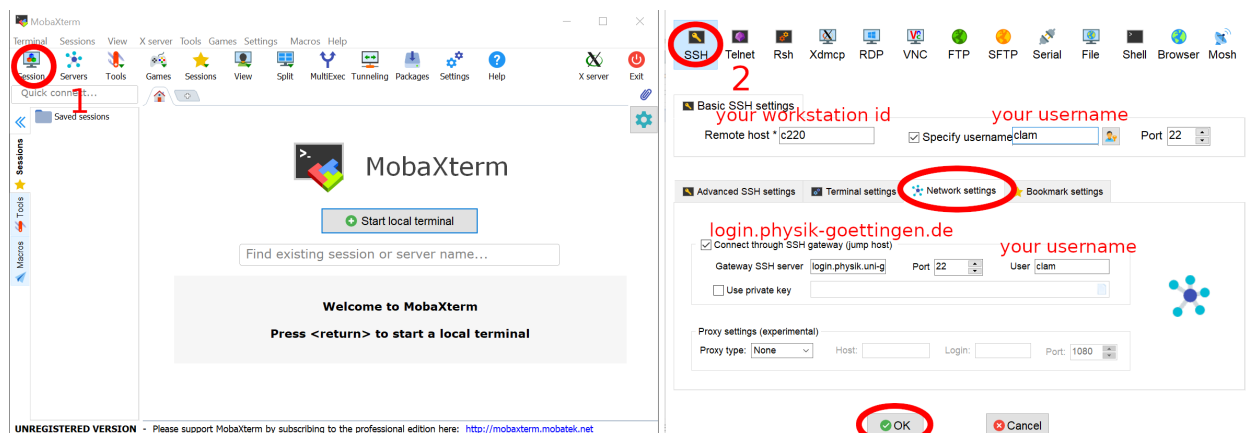 MobaXterm
Terminal Sessions View X server Tools Games Settings Macros Help
Session Servers Tools Games Sessions View Split MultiExec Tunneling Packages Settings Help X server Exit
Quick connect...
1
Saved sessions
Sessions
Tools
Macros
MobaXterm
Start local terminal
Find existing session or server name...
Welcome to MobaXterm
Press <return> to start a local terminal
UNREGISTERED VERSION - Please support MobaXterm by subscribing to the professional edition here: http://mobaxterm.mobatek.net
SSH Telnet Rsh Xdmcp RDP VNC FTP SFTP Serial File Shell Browser Mosh
2
Basic SSH settings
your workstation id your username
Remote host * c220 Specify username clam Port 22
Advanced SSH settings Terminal settings Network settings Bookmark settings
login.physik-goettingen.de
Connect through SSH gateway (jump host)
your username
Gateway SSH server login.physik.uni-g Port 22 User clam
Use private key
Proxy settings (experimental)
Proxy type: None Host: Login: Port: 1080
OK Cancel